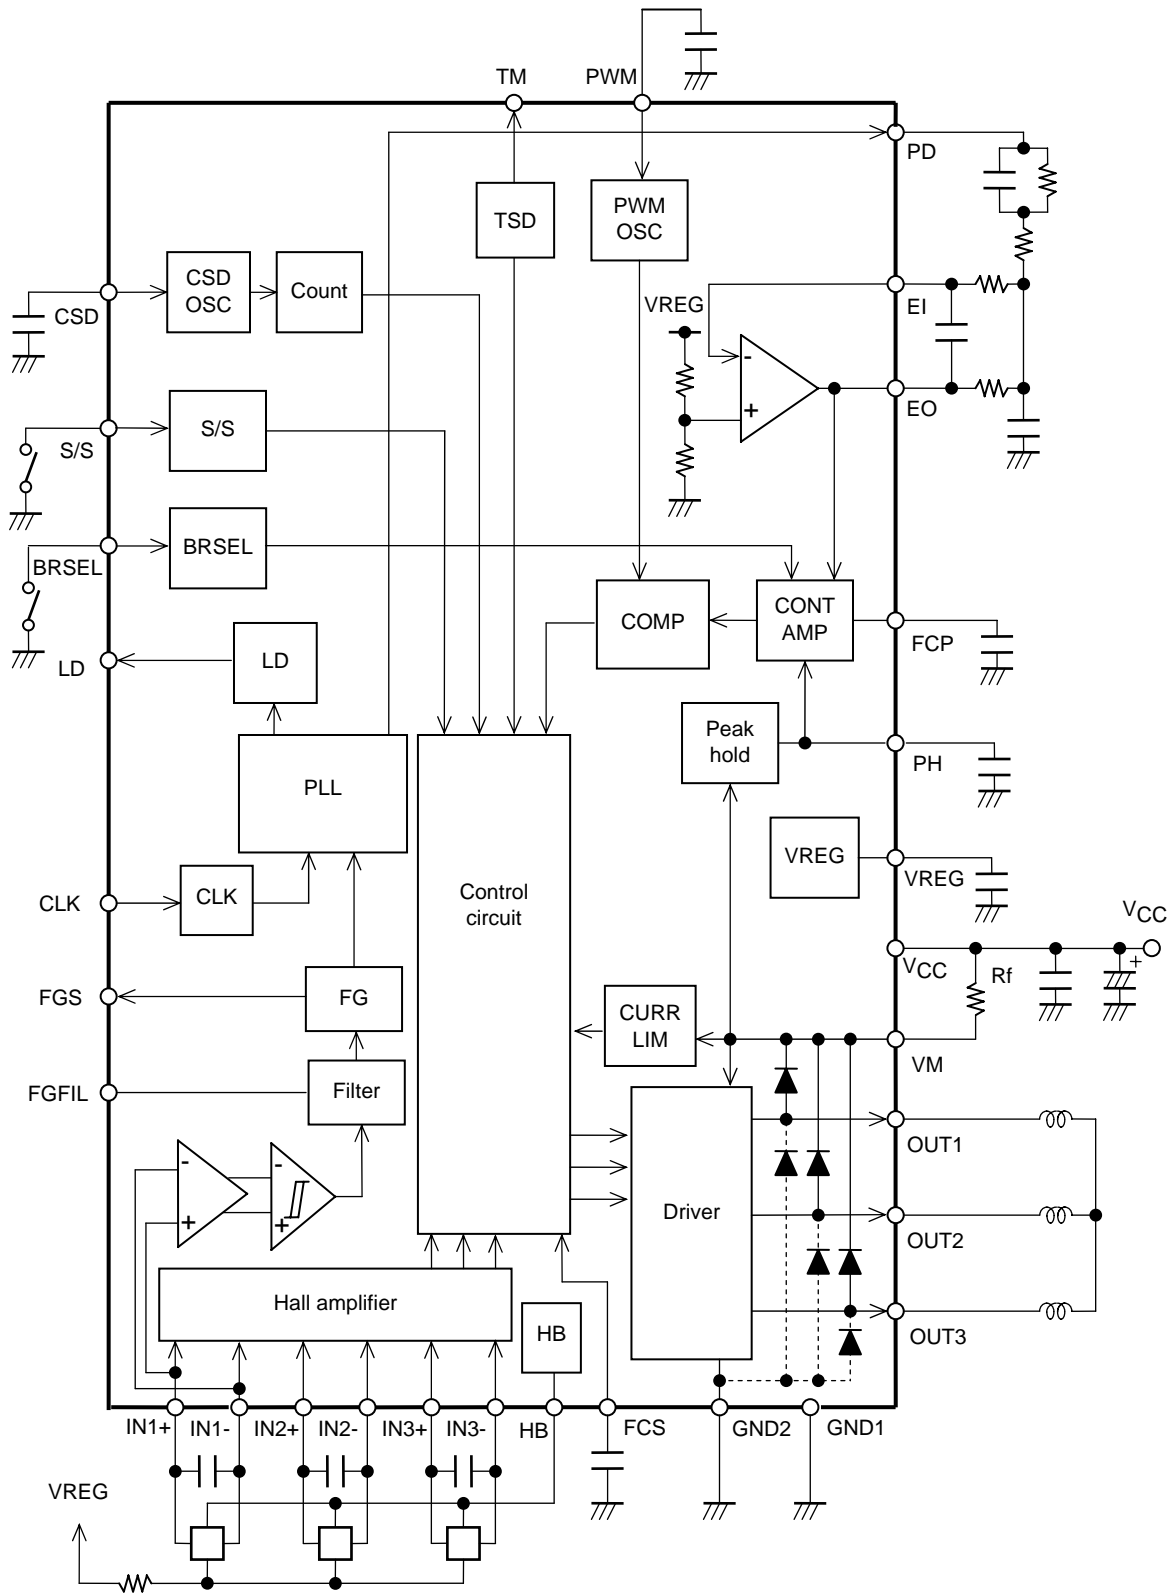 TM
PWM
PD
TSD
PWM
OSC
CSD
OSC
Count
CSD
VREG
EI
-
+
EO
S/S
S/S
BRSEL
BRSEL
COMP
CONT
AMP
FCP
LD
LD
Peak
hold
PH
PLL
VREG
VREG
CLK
CLK
Control
circuit
VCC
VCC
Rf
+
FGS
FG
CURR
LIM
VM
FGFIL
Filter
OUT1
-
+
-
+
Driver
OUT2
Hall amplifier
HB
OUT3
IN1+
IN1-
IN2+
IN2-
IN3+
IN3-
HB
FCS
GND2
GND1
VREG